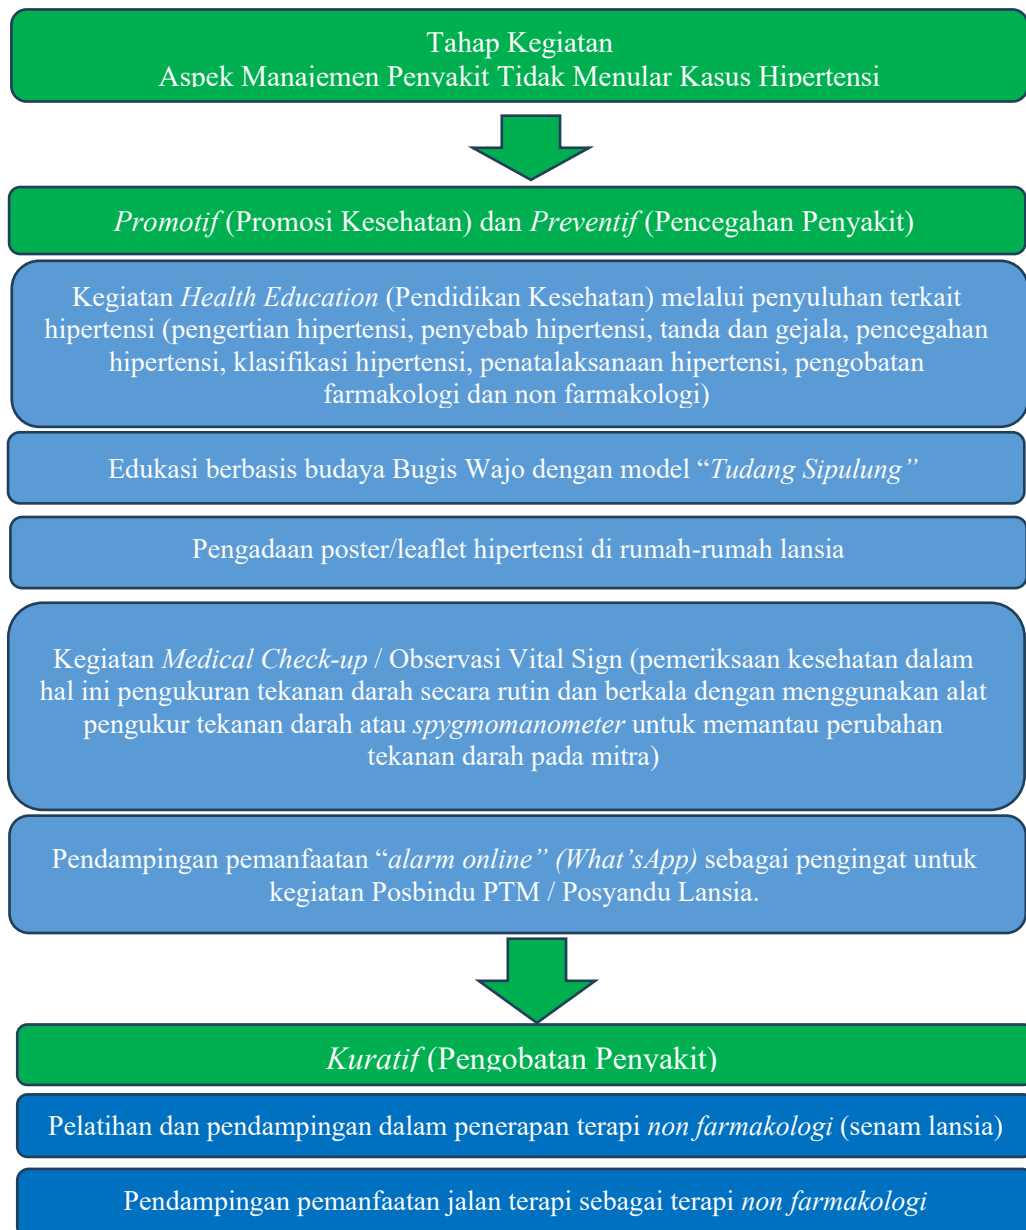 Tahap Kegiatan
Aspek Manajemen Penyakit Tidak Menular Kasus Hipertensi
Promotif (Promosi Kesehatan) dan Preventif (Pencegahan Penyakit)
Kegiatan Health Education (Pendidikan Kesehatan) melalui penyuluhan terkait
hipertensi (pengertian hipertensi, penyebab hipertensi, tanda dan gejala, pencegahan
hipertensi, klasifikasi hipertensi, penatalaksanaan hipertensi, pengobatan
farmakologi dan non farmakologi)
Edukasi berbasis budaya Bugis Wajo dengan model “Tudang Sipulung”
Pengadaan poster/leaflet hipertensi di rumah-rumah lansia
Kegiatan Medical Check-up / Observasi Vital Sign (pemeriksaan kesehatan dalam
hal ini pengukuran tekanan darah secara rutin dan berkala dengan menggunakan alat
pengukur tekanan darah atau spygmomanometer untuk memantau perubahan
tekanan darah pada mitra)
Pendampingan pemanfaatan “alarm online” (What’sApp) sebagai pengingat untuk
kegiatan Posbindu PTM / Posyandu Lansia.
Kuratif (Pengobatan Penyakit)
Pelatihan dan pendampingan dalam penerapan terapi non farmakologi (senam lansia)
Pendampingan pemanfaatan jalan terapi sebagai terapi non farmakologi